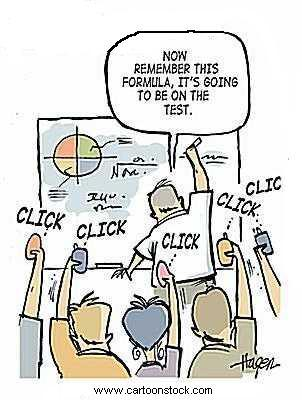 NOW
REMEMBER THIS
FORMULA, IT'S GOING
TO BE ON THE
TEST.
CLICK
CLICK
CLICK
CLICK
CLIC
Hagen
www.cartoonstock.com